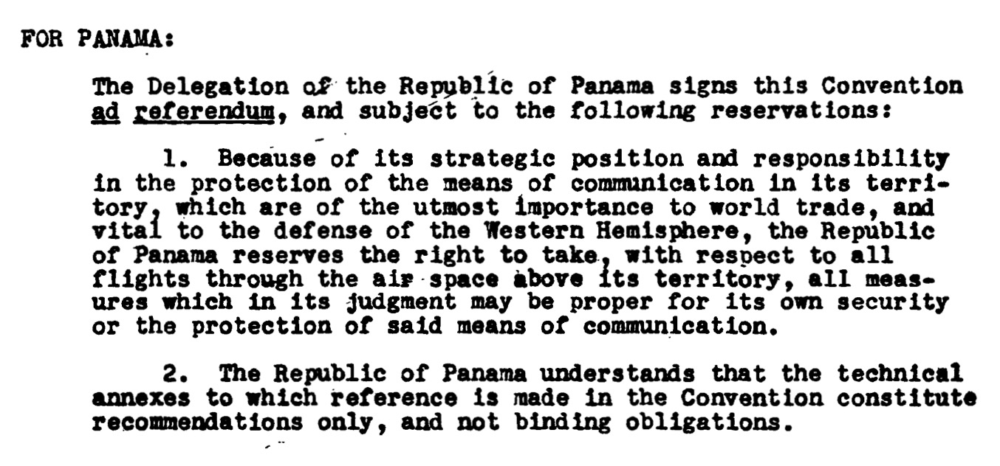 FOR PANAMA:
The Delegation of the Republic of Panama signs this Convention
ad referendum, and subject to the following reservations:
1. Because of its strategic position and responsibility
in the protection of the means of communication in its terri-
tory, which are of the utmost importance to world trade, and
vital to the defense of the Western Hemisphere, the Republic
of Panama reserves the right to take, with respect to all
flights through the air space above its territory, all meas-
ures which in its judgment may be proper for its own security
or the protection of said means of communication.
2. The Republic of Panama understands that the technical
annexes to which reference is made in the Convention constitute
recommendations only, and not binding obligations.